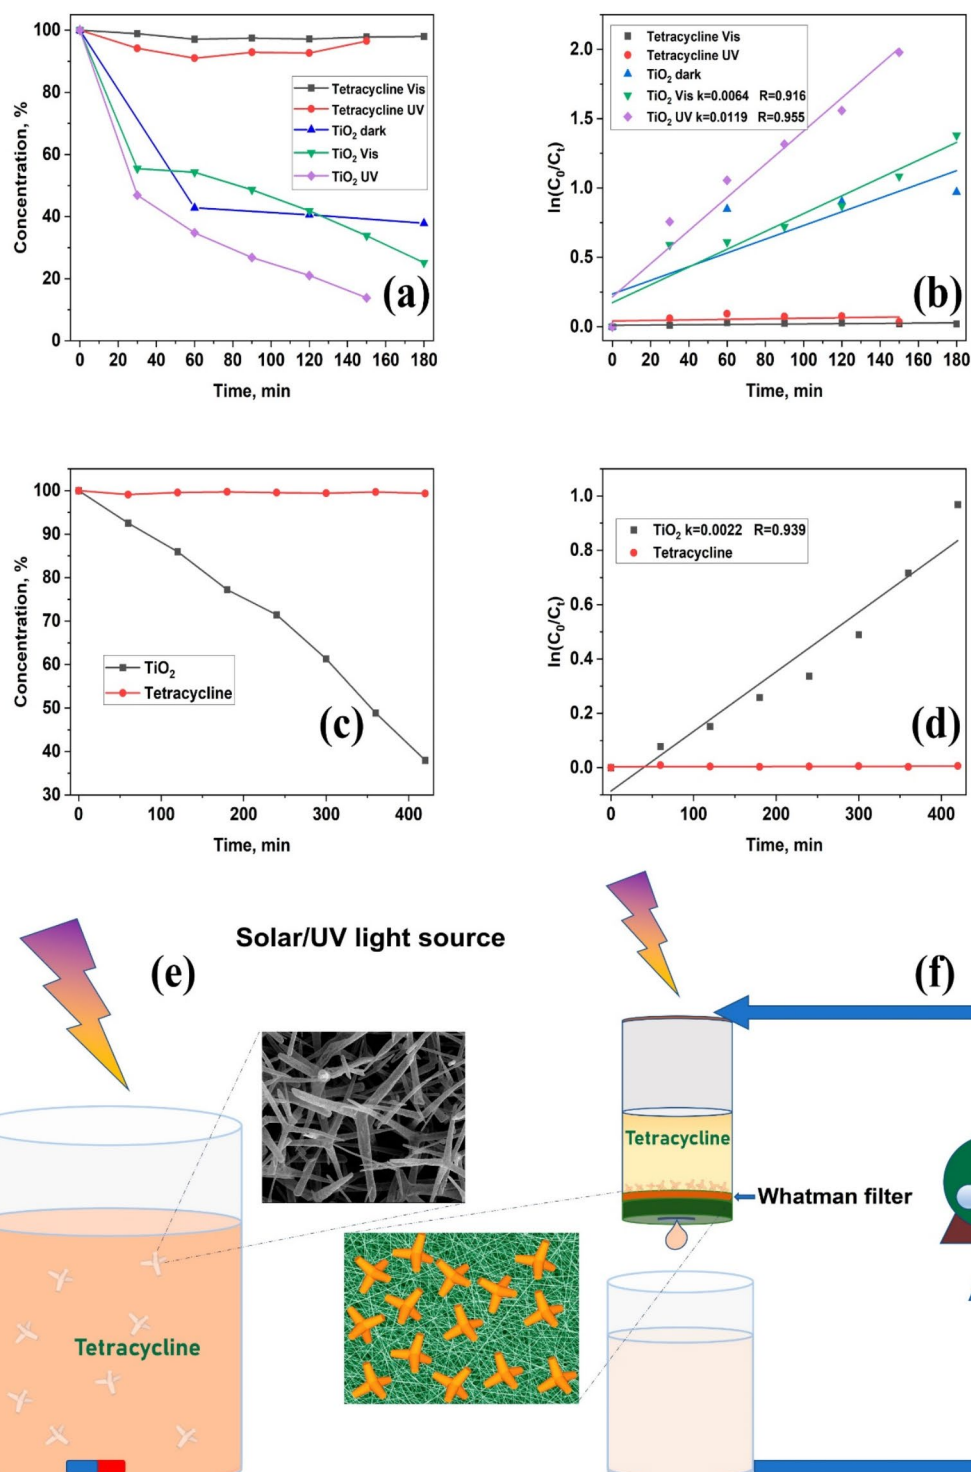 100
80
60
40
20
0
Concentration, %
Tetracycline Vis
Tetracycline UV
TiO₂ dark
TiO₂ Vis
TiO₂ UV
(a)
0 20 40 60 80 100 120 140 160 180
Time, min
2.0
1.5
1.0
0.5
0.0
ln(C₀/Cₜ)
Tetracycline Vis
Tetracycline UV
TiO₂ dark
TiO₂ Vis k=0.0064 R=0.916
TiO₂ UV k=0.0119 R=0.955
(b)
0 20 40 60 80 100 120 140 160 180
Time, min
100
90
80
70
60
50
40
30
Concentration, %
TiO₂
Tetracycline
(c)
0 100 200 300 400
Time, min
1.0
0.8
0.6
0.4
0.2
0.0
ln(C₀/Cₜ)
TiO₂ k=0.0022 R=0.939
Tetracycline
(d)
0 100 200 300 400
Time, min
Solar/UV light source
(e)
(f)
Tetracycline
Whatman filter
Tetracycline